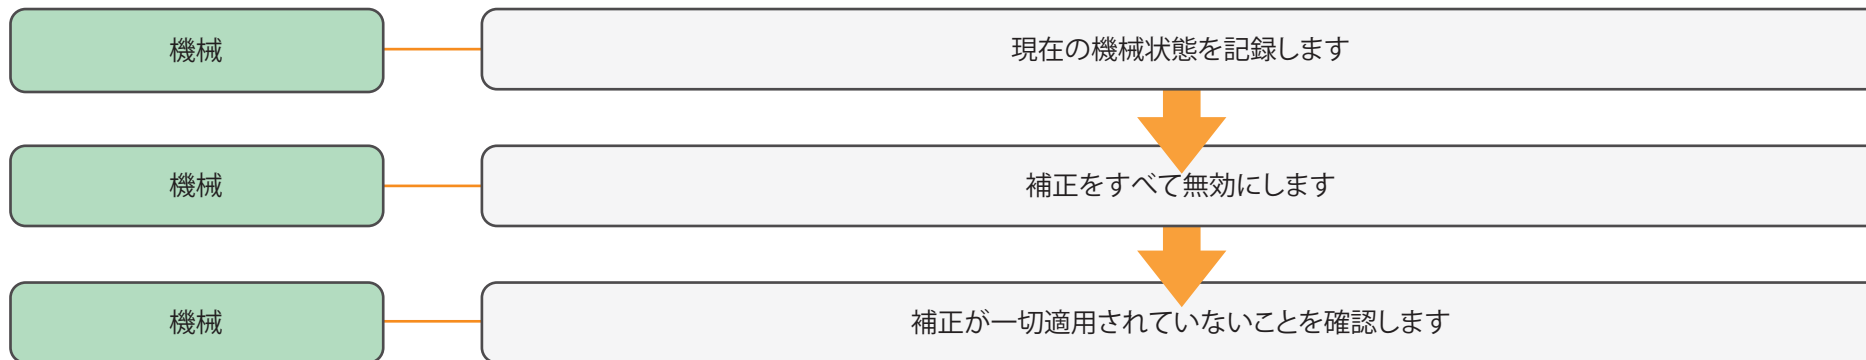 機械
現在の機械状態を記録します
機械
補正をすべて無効にします
機械
補正が一切適用されていないことを確認します